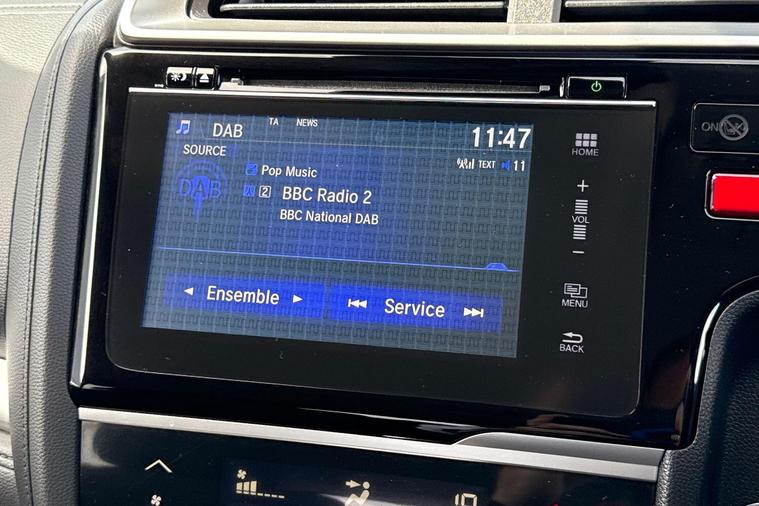 DAB TA NEWS 11:47
SOURCE
TEXT 11
DAB
Pop Music
2 BBC Radio 2
BBC National DAB
Ensemble Service
HOME
+
VOL
-
MENU
BACK
ON